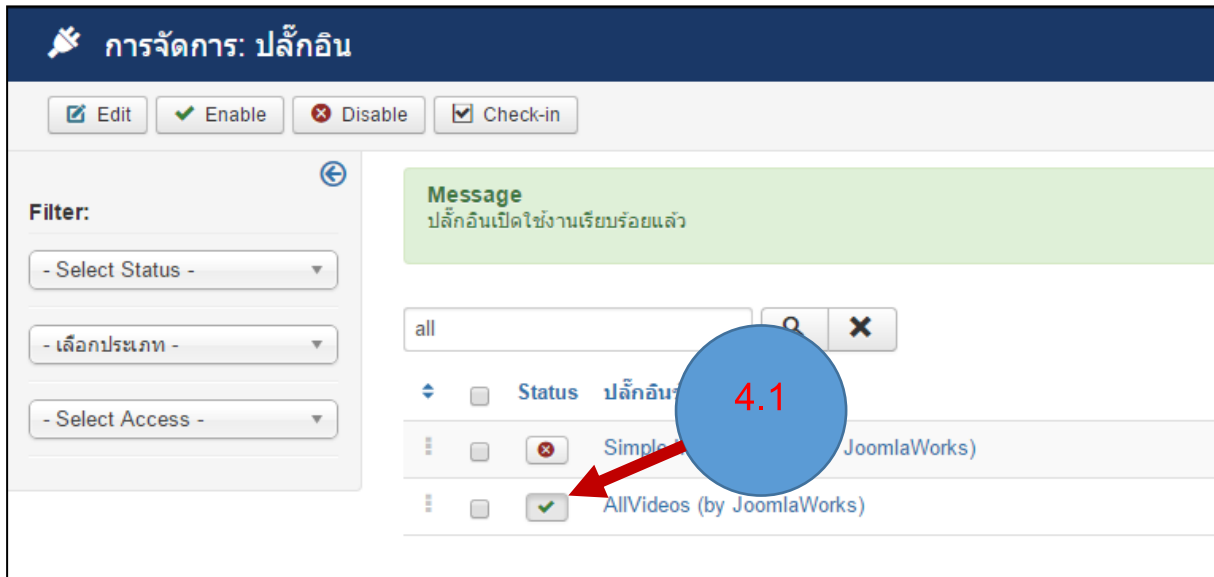 การจัดการ: ปลั๊กอิน
Edit Enable Disable Check-in
Filter:
- Select Status -
- เลือกประเภท -
- Select Access -
Message
ปลั๊กอินเปิดใช้งานเรียบร้อยแล้ว
all
Status ปลั๊กอิน
4.1
Simple JoomlaWorks)
AllVideos (by JoomlaWorks)